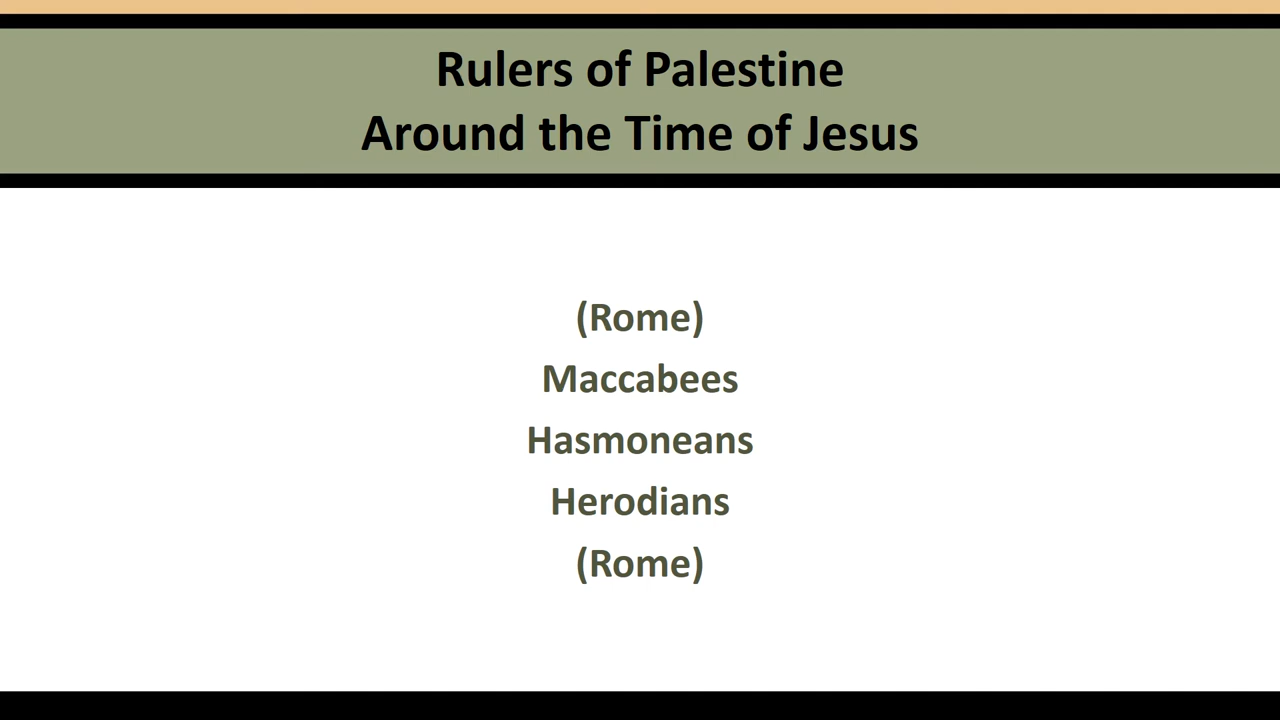 Rulers of Palestine
Around the Time of Jesus
(Rome)
Maccabees
Hasmoneans
Herodians
(Rome)